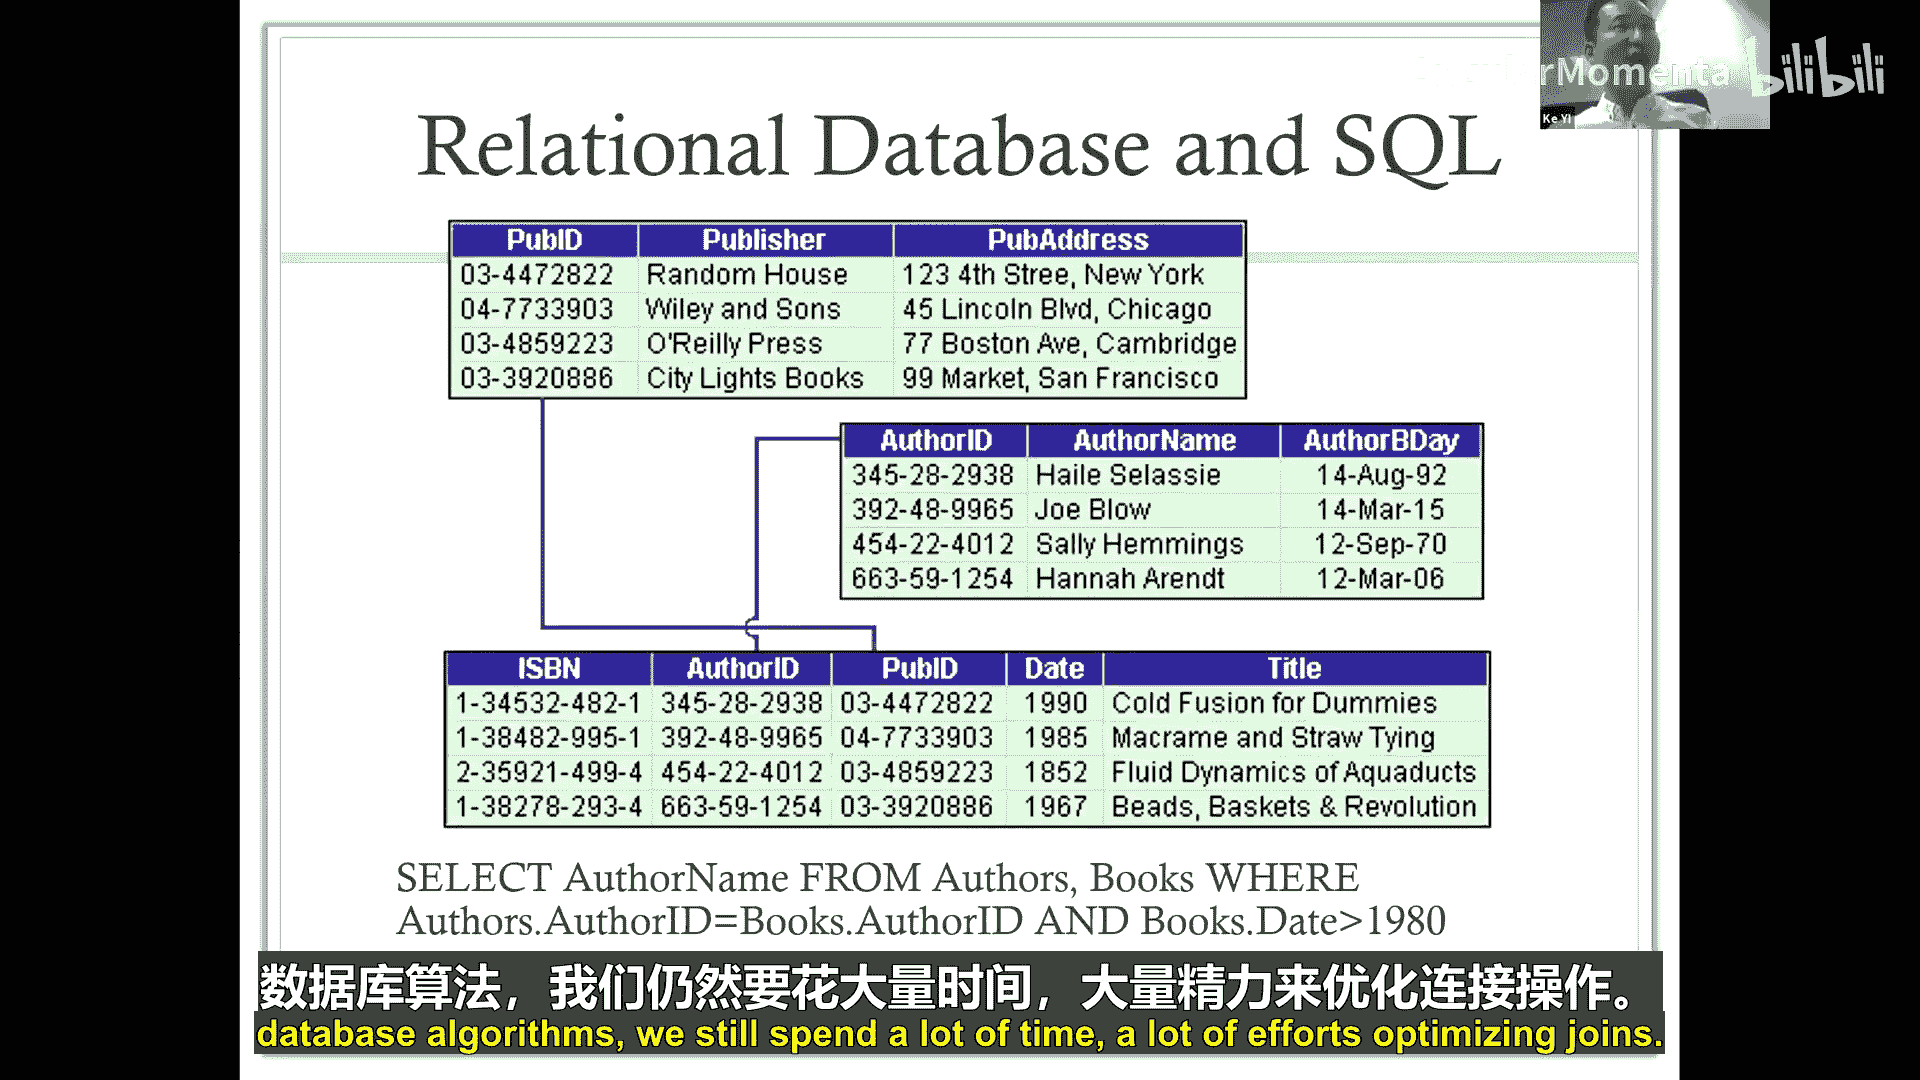 rMomenta
bilibili
Ke Yi
Relational Database and SQL
PubID Publisher PubAddress
03-4472822 Random House 123 4th Stree, New York
04-7733903 Wiley and Sons 45 Lincoln Blvd, Chicago
03-4859223 O'Reilly Press 77 Boston Ave, Cambridge
03-3920886 City Lights Books 99 Market, San Francisco
AuthorID AuthorName AuthorBDay
345-28-2938 Haile Selassie 14-Aug-92
392-48-9965 Joe Blow 14-Mar-15
454-22-4012 Sally Hemmings 12-Sep-70
663-59-1254 Hannah Arendt 12-Mar-06
ISBN AuthorID PubID Date Title
1-34532-482-1 345-28-2938 03-4472822 1990 Cold Fusion for Dummies
1-38482-995-1 392-48-9965 04-7733903 1985 Macrame and Straw Tying
2-35921-499-4 454-22-4012 03-4859223 1852 Fluid Dynamics of Aquaducts
1-38278-293-4 663-59-1254 03-3920886 1967 Beads, Baskets & Revolution
SELECT AuthorName FROM Authors, Books WHERE
Authors.AuthorID=Books.AuthorID AND Books.Date>1980
数据库算法，我们仍然要花大量时间，大量精力来优化连接操作。
database algorithms, we still spend a lot of time, a lot of efforts optimizing joins.